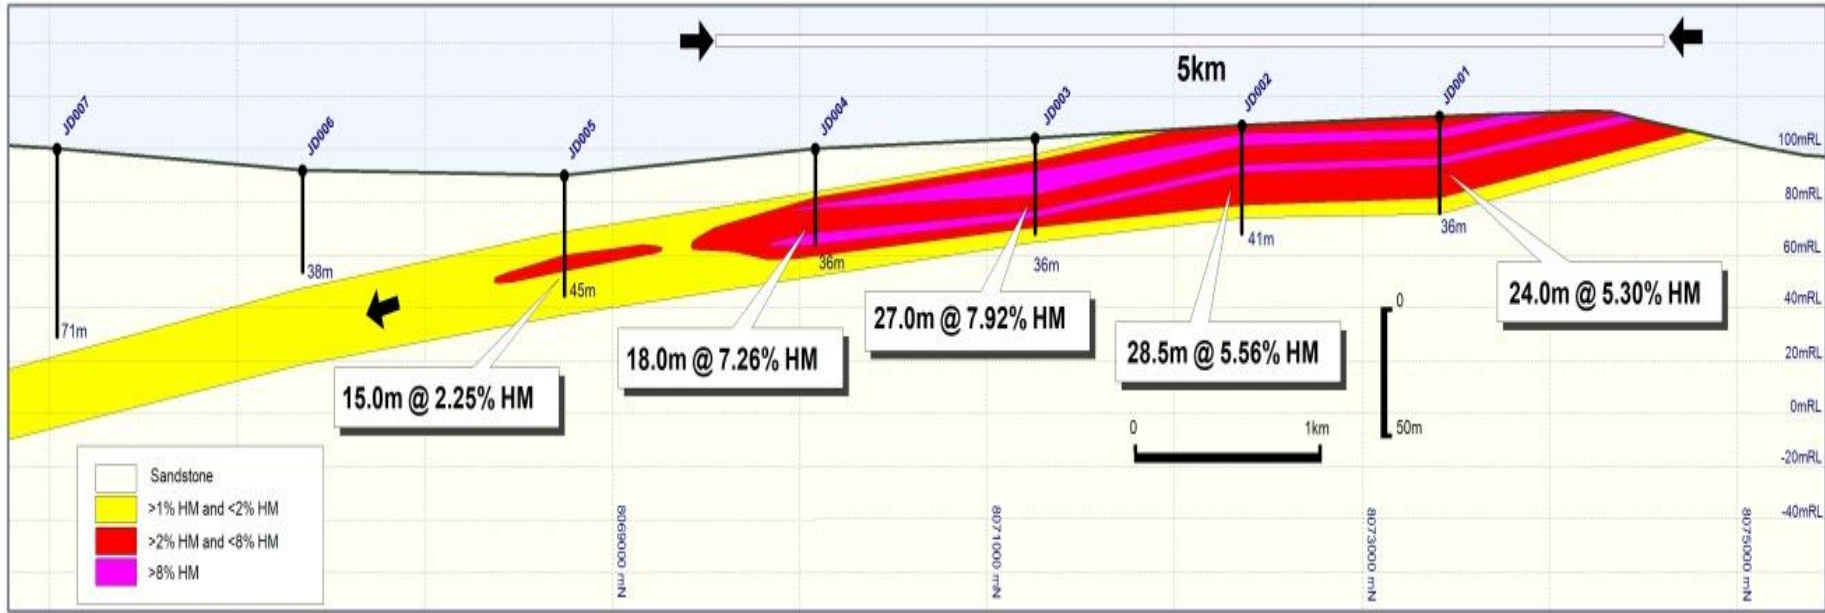 5km
JD007
JD006
JD005
JD004
JD003
JD002
JD001
100mRL
80mRL
60mRL
40mRL
20mRL
0mRL
-20mRL
-40mRL
71m
38m
45m
36m
36m
41m
36m
15.0m @ 2.25% HM
18.0m @ 7.26% HM
27.0m @ 7.92% HM
28.5m @ 5.56% HM
24.0m @ 5.30% HM
0
50m
0 1km
Sandstone
>1% HM and <2% HM
>2% HM and <8% HM
>8% HM
8069000 mN
8071000 mN
8073000 mN
8075000 mN